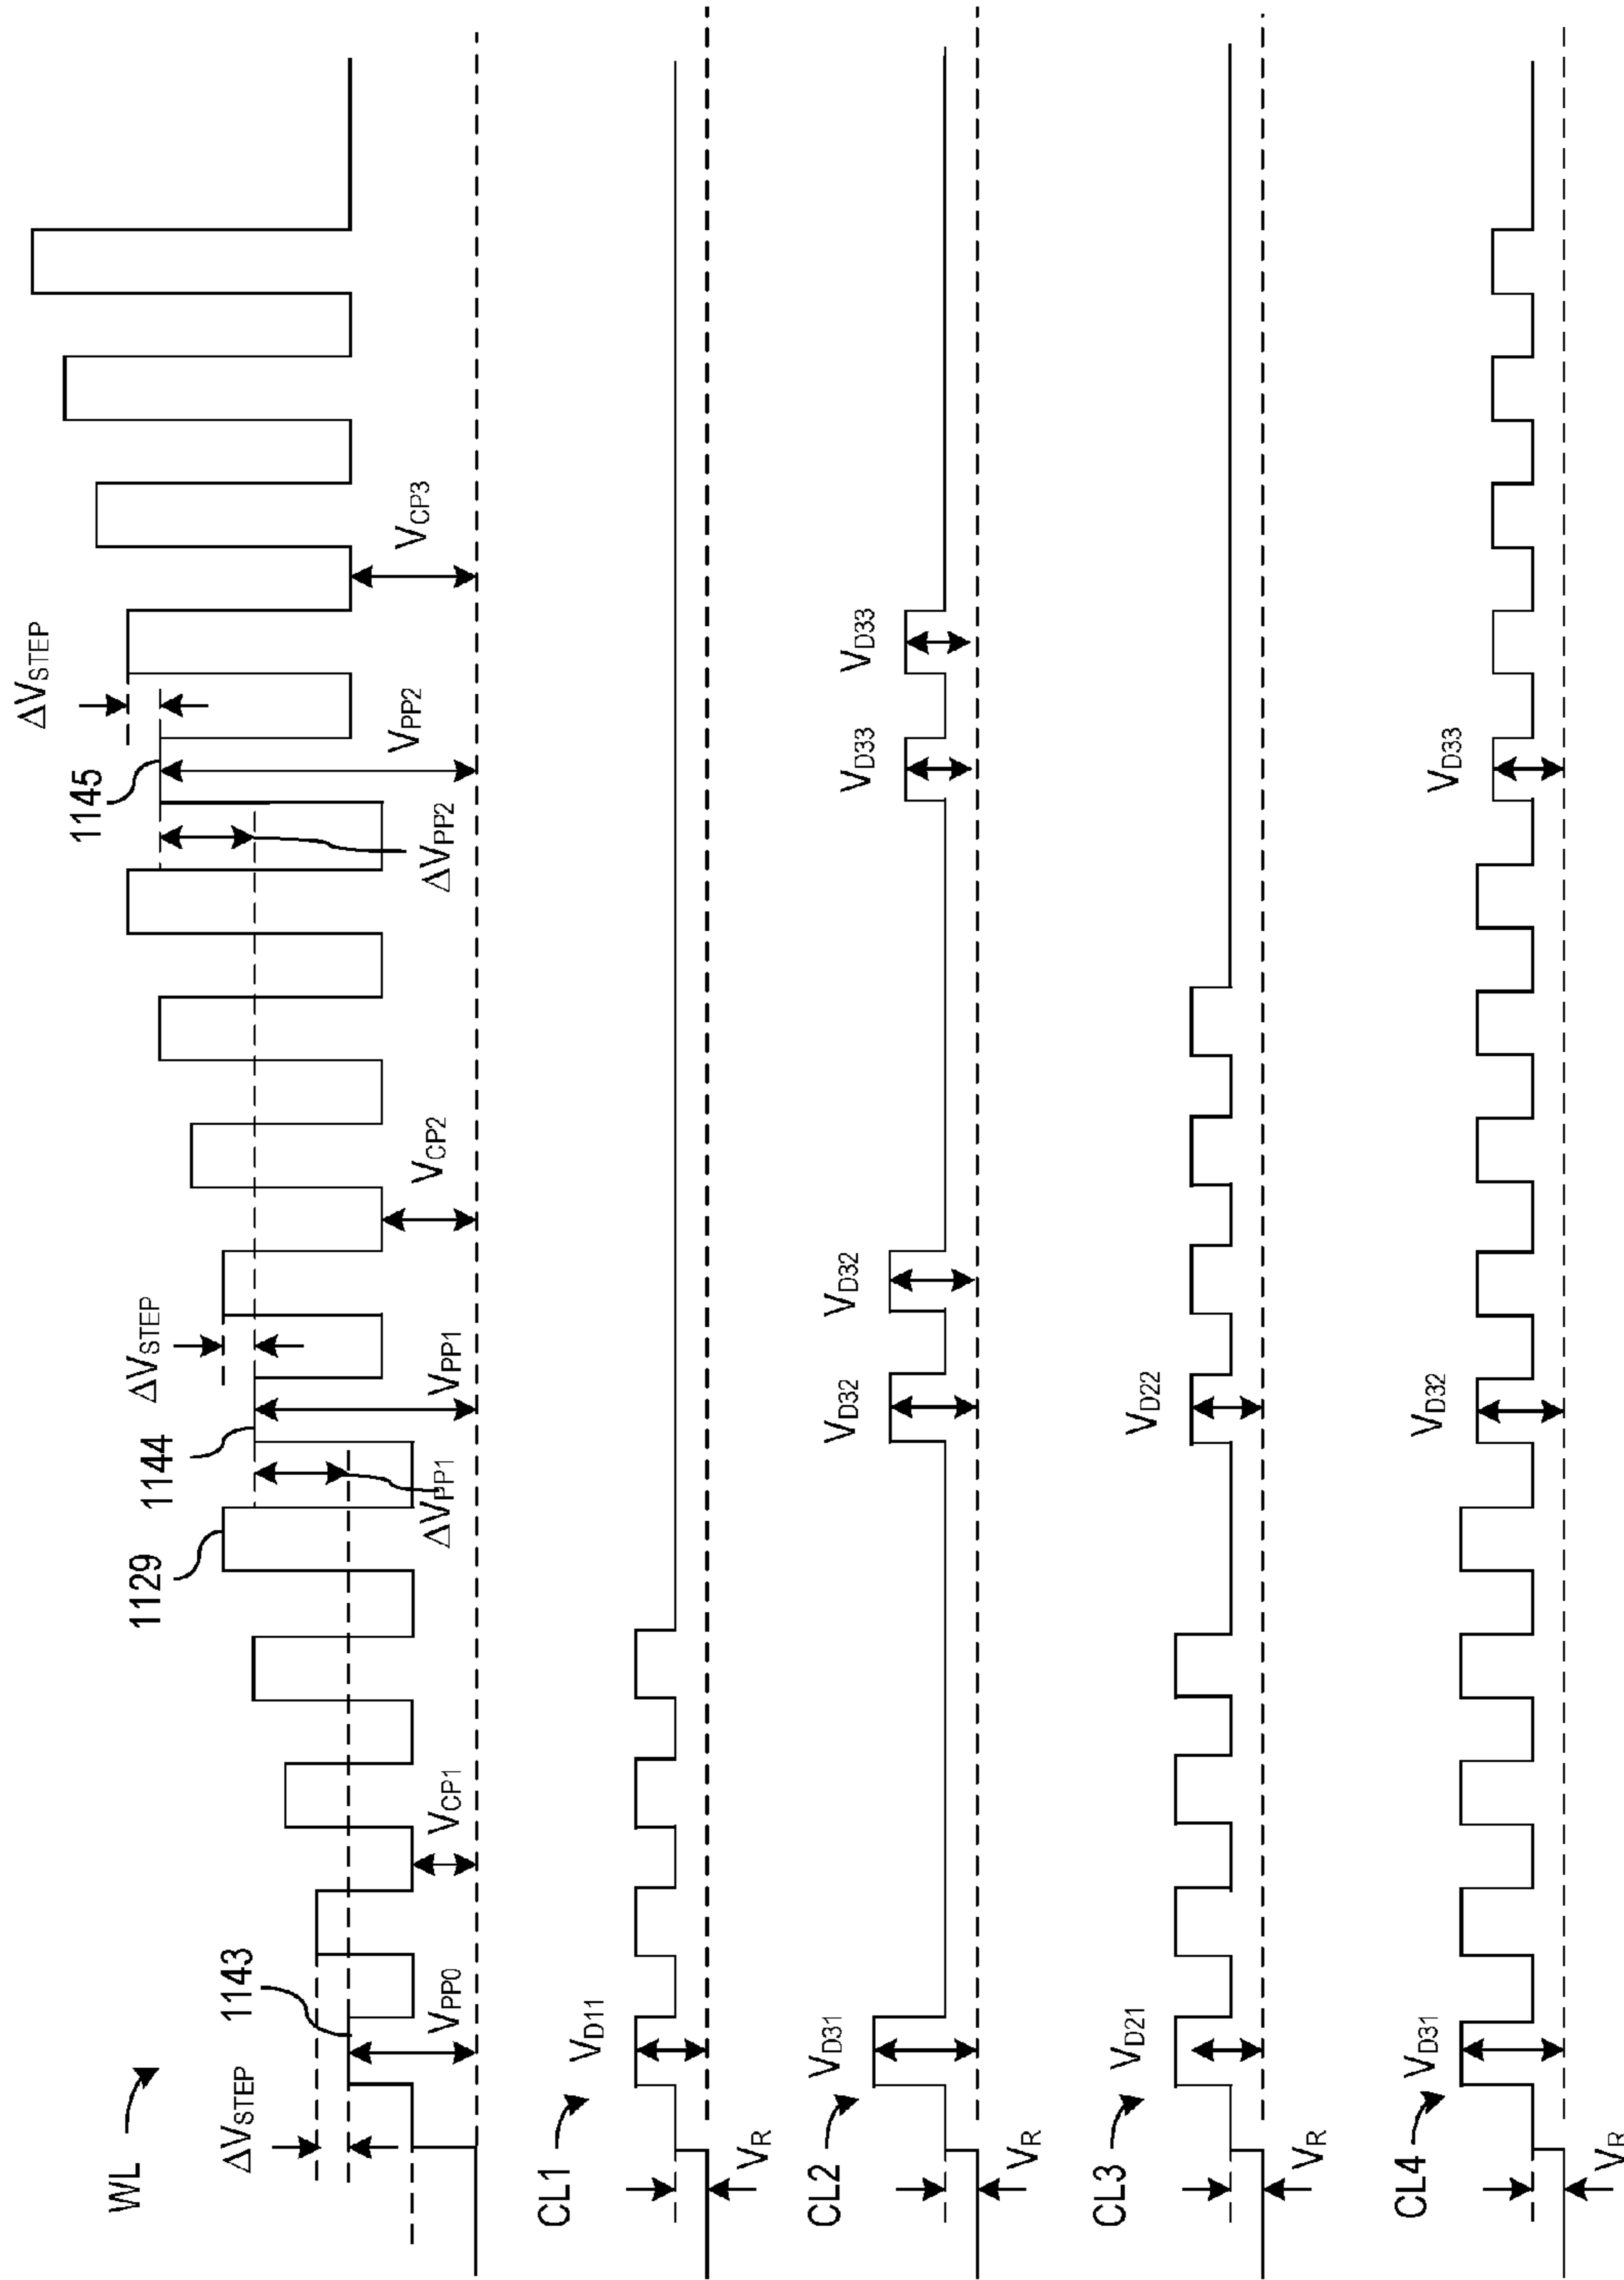 WL
ΔVSTEP
1143
VPP0
VCP1
1129
1144
ΔVPP1
ΔVSTEP
VPP1
VCP2
1145
ΔVPP2
ΔVSTEP
VPP2
VCP3
CL1
VR
VD11
CL2
VR
VD31
VD32
VD32
VD33
VD33
CL3
VR
VD21
VD22
CL4
VR
VD31
VD32
VD33